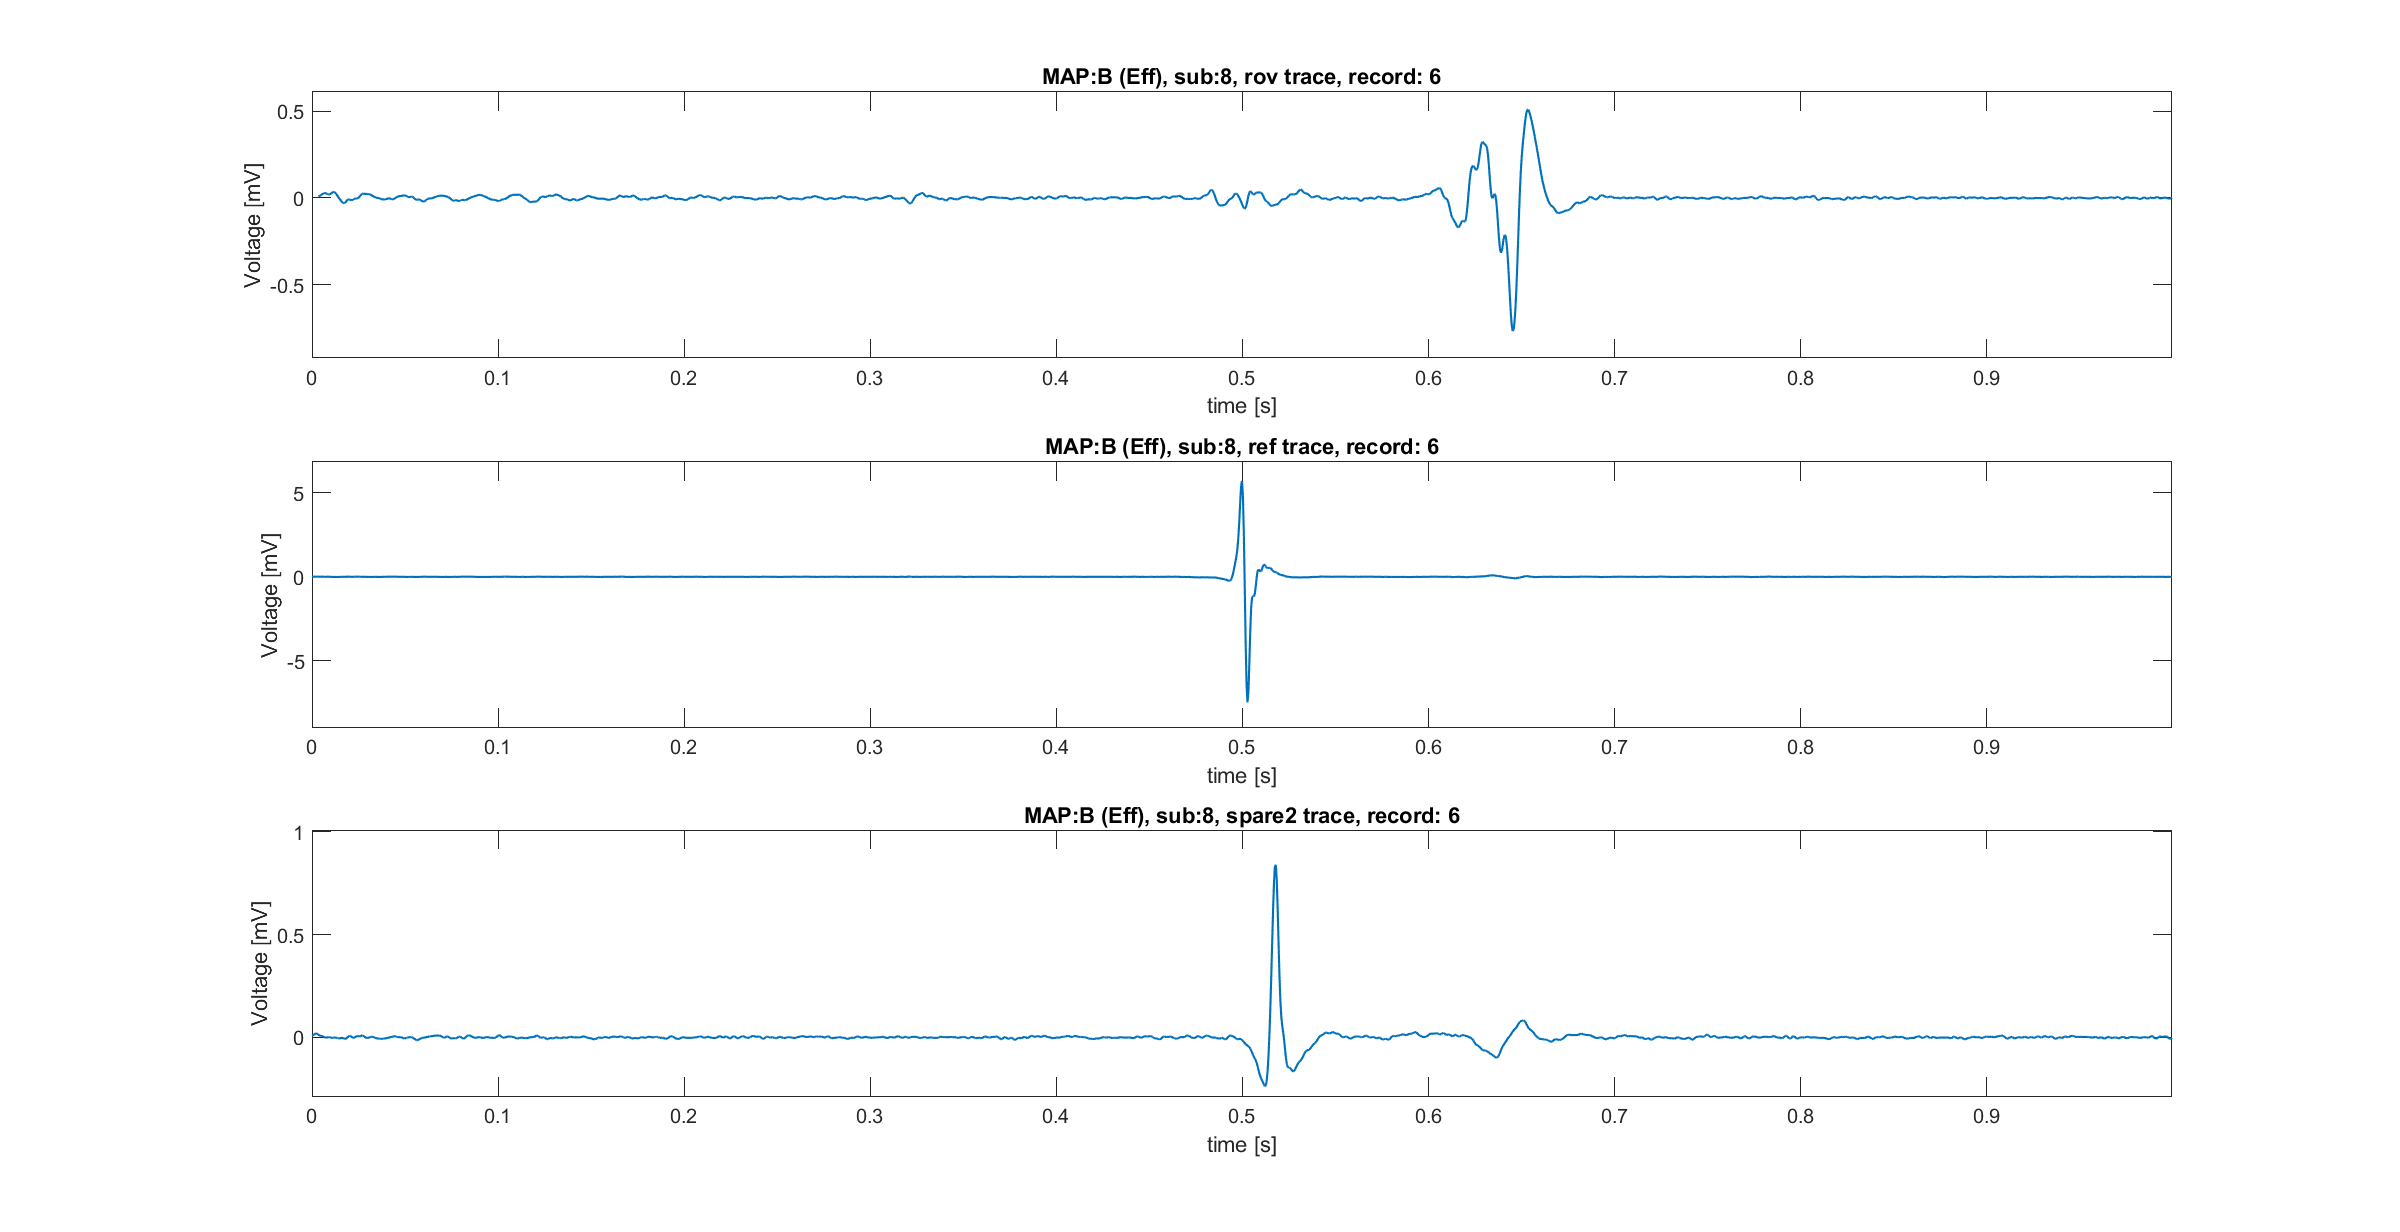 MAP:B (Eff), sub:8, rov trace, record: 6
0.5
0
-0.5
Voltage [mV]
0 0.1 0.2 0.3 0.4 0.5 0.6 0.7 0.8 0.9
time [s]
MAP:B (Eff), sub:8, ref trace, record: 6
5
0
-5
Voltage [mV]
0 0.1 0.2 0.3 0.4 0.5 0.6 0.7 0.8 0.9
time [s]
MAP:B (Eff), sub:8, spare2 trace, record: 6
1
0.5
0
Voltage [mV]
0 0.1 0.2 0.3 0.4 0.5 0.6 0.7 0.8 0.9
time [s]